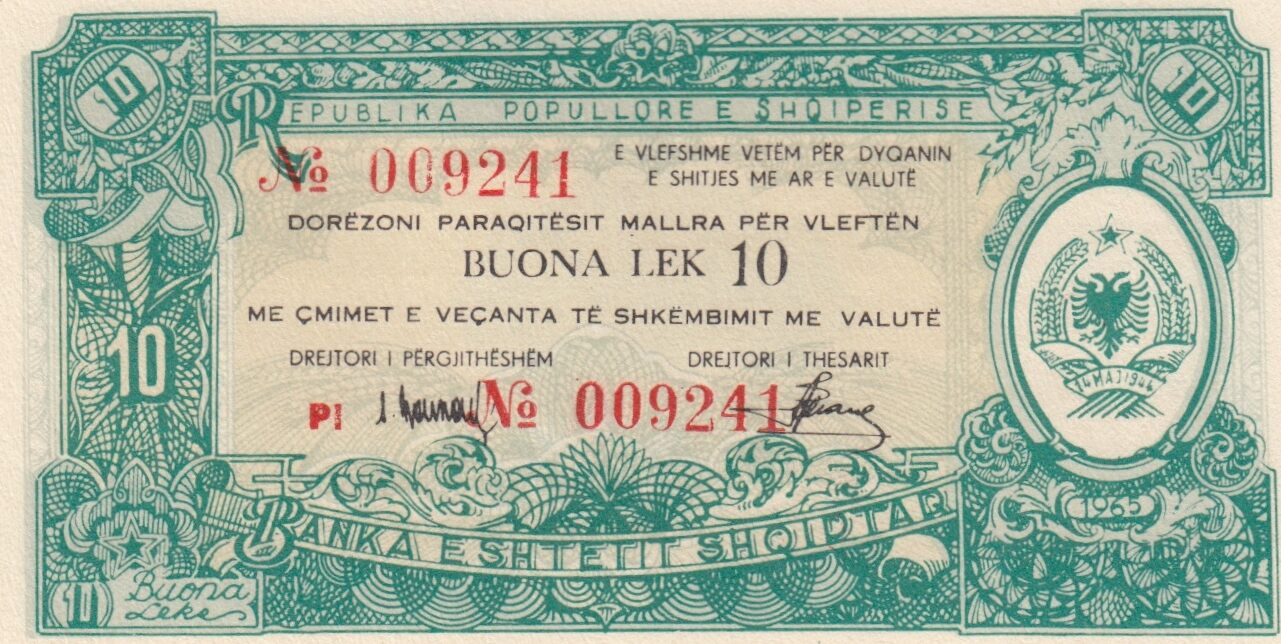 10
10
REPUBLIKA POPULLORE E SHQIPERISE
No 009241
E VLEFSHME VETËM PËR DYQANIN
E SHITJES ME AR E VALUTË
DORËZONI PARAQITËSIT MALLRA PËR VLEFTËN
BUONA LEK 10
ME ÇMIMET E VEÇANTA TË SHKËMBIMIT ME VALUTË
10
DREJTORI I PËRGJITHËSHËM
DREJTORI I THESARIT
24 MAJ 1944
PI
No 009241
BANKA E SHTETIT SHQIPTAR
1965
10 Buona
Leke